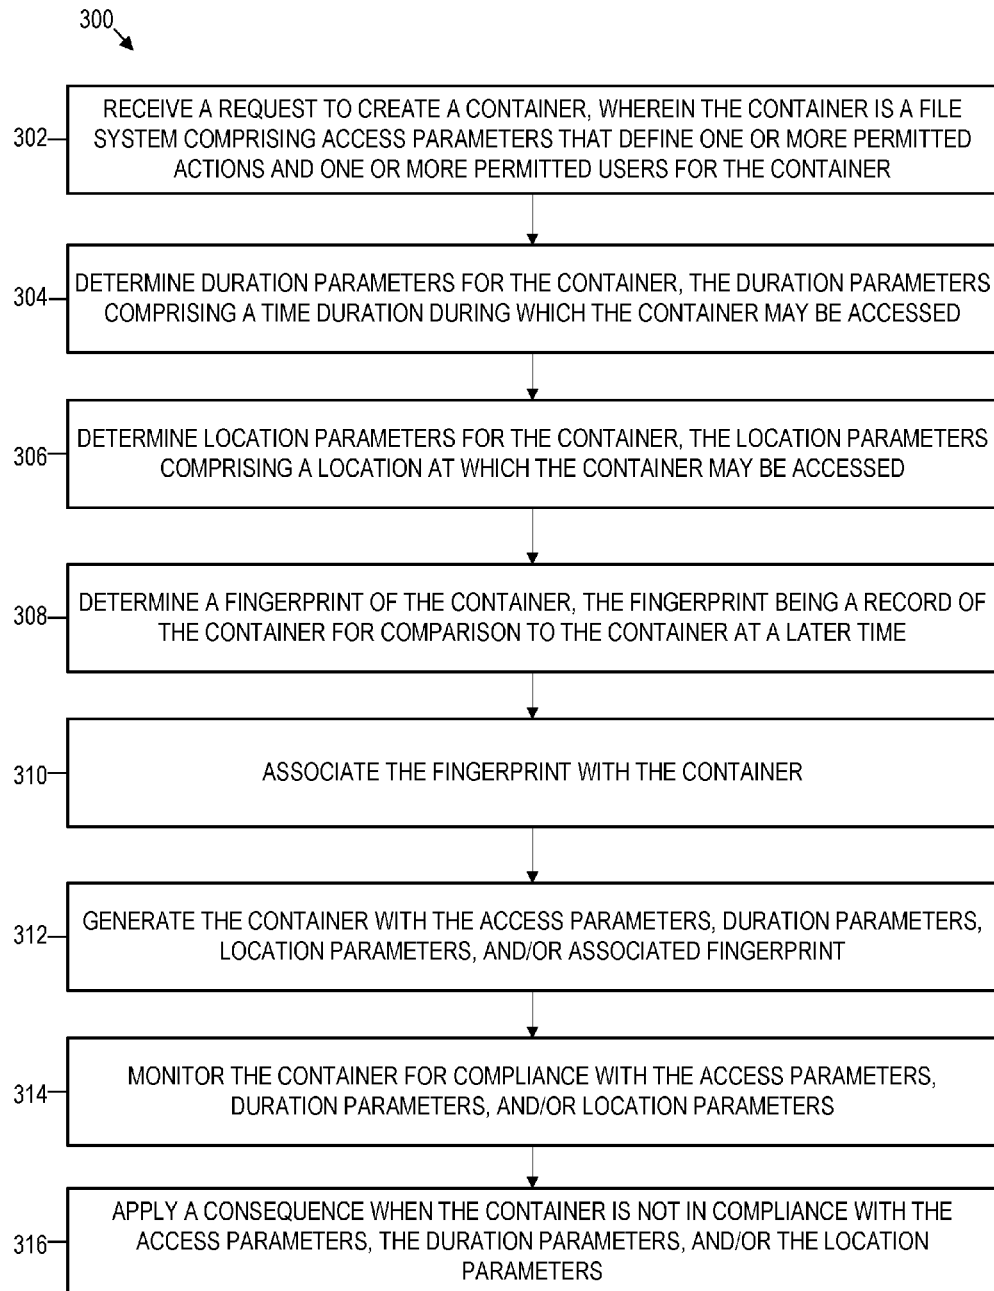 300
302
RECEIVE A REQUEST TO CREATE A CONTAINER, WHEREIN THE CONTAINER IS A FILE
SYSTEM COMPRISING ACCESS PARAMETERS THAT DEFINE ONE OR MORE PERMITTED
ACTIONS AND ONE OR MORE PERMITTED USERS FOR THE CONTAINER
304
DETERMINE DURATION PARAMETERS FOR THE CONTAINER, THE DURATION PARAMETERS
COMPRISING A TIME DURATION DURING WHICH THE CONTAINER MAY BE ACCESSED
306
DETERMINE LOCATION PARAMETERS FOR THE CONTAINER, THE LOCATION PARAMETERS
COMPRISING A LOCATION AT WHICH THE CONTAINER MAY BE ACCESSED
308
DETERMINE A FINGERPRINT OF THE CONTAINER, THE FINGERPRINT BEING A RECORD OF
THE CONTAINER FOR COMPARISON TO THE CONTAINER AT A LATER TIME
310
ASSOCIATE THE FINGERPRINT WITH THE CONTAINER
312
GENERATE THE CONTAINER WITH THE ACCESS PARAMETERS, DURATION PARAMETERS,
LOCATION PARAMETERS, AND/OR ASSOCIATED FINGERPRINT
314
MONITOR THE CONTAINER FOR COMPLIANCE WITH THE ACCESS PARAMETERS,
DURATION PARAMETERS, AND/OR LOCATION PARAMETERS
316
APPLY A CONSEQUENCE WHEN THE CONTAINER IS NOT IN COMPLIANCE WITH THE
ACCESS PARAMETERS, THE DURATION PARAMETERS, AND/OR THE LOCATION
PARAMETERS